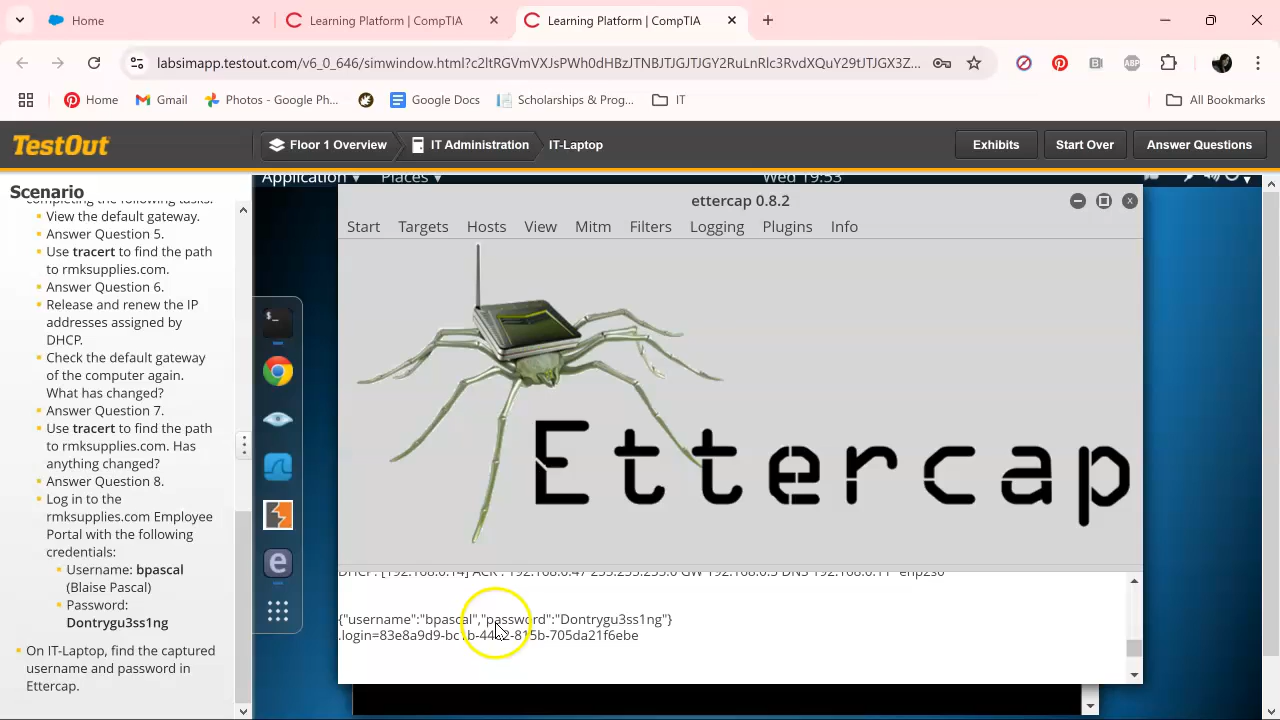 Home
Learning Platform | CompTIA
Learning Platform | CompTIA
labsimapp.testout.com/v6_0_646/simwindow.html?c2ltRGVmVXJsPWh0dHBzJTNBJTJGJTJGY2RuLnRlc3RvdXQuY29tJTJGX3Z...
ABP
Home
Gmail
Photos - Google Ph...
Google Docs
Scholarships & Prog...
IT
All Bookmarks
TestOut
Floor 1 Overview
IT Administration
IT-Laptop
Exhibits
Start Over
Answer Questions
Scenario
completing the following tasks:
View the default gateway.
Answer Question 5.
Use tracert to find the path
to rmksupplies.com.
Answer Question 6.
Release and renew the IP
addresses assigned by
DHCP.
Check the default gateway
of the computer again.
What has changed?
Answer Question 7.
Use tracert to find the path
to rmksupplies.com. Has
anything changed?
Answer Question 8.
Log in to the
rmksupplies.com Employee
Portal with the following
credentials:
Username: bpascal
(Blaise Pascal)
Password:
Dontrygu3ss1ng
On IT-Laptop, find the captured
username and password in
Ettercap.
Application
Places
Wed 19:53
ettercap 0.8.2
Start
Targets
Hosts
View
Mitm
Filters
Logging
Plugins
Info
Ettercap
{"username":"bpascal","password":"Dontrygu3ss1ng"}